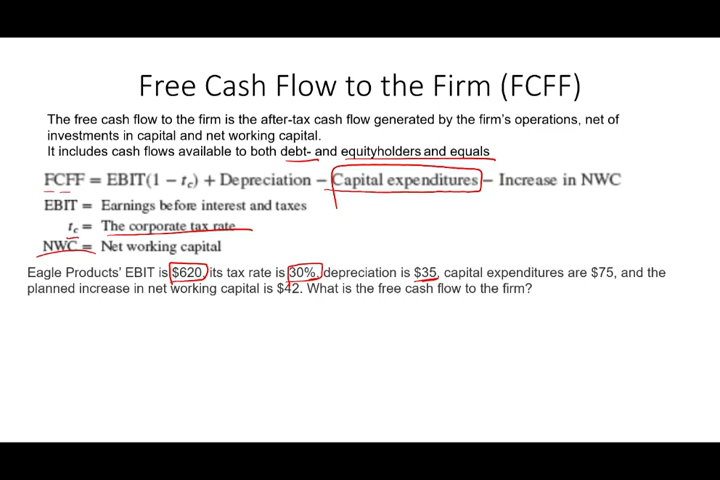 Free Cash Flow to the Firm (FCFF)
The free cash flow to the firm is the after-tax cash flow generated by the firm's operations, net of
investments in capital and net working capital.
It includes cash flows available to both debt- and equityholders and equals
FCFF = EBIT(1 − tc) + Depreciation − Capital expenditures − Increase in NWC
EBIT = Earnings before interest and taxes
tc = The corporate tax rate
NWC = Net working capital
Eagle Products' EBIT is $620, its tax rate is 30%, depreciation is $35, capital expenditures are $75, and the
planned increase in net working capital is $42. What is the free cash flow to the firm?